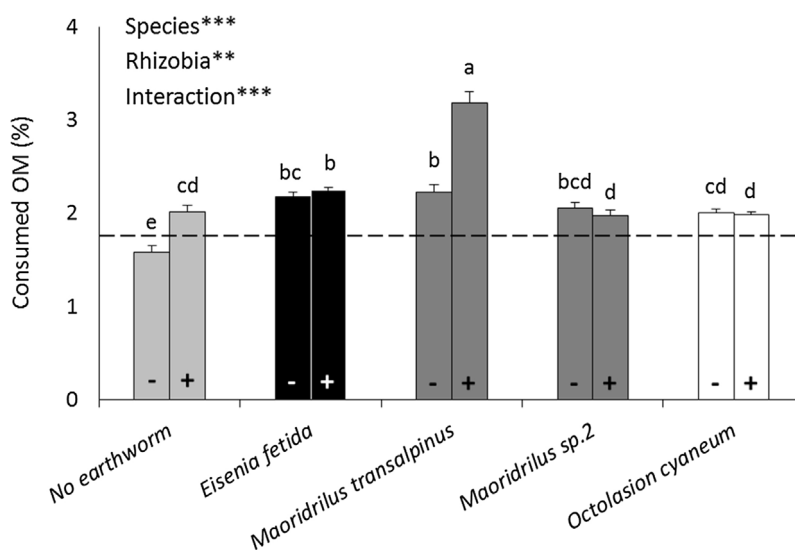 4
Species***
Rhizobia**
Interaction***
a
3
bc
b
b
bcd
d
cd
d
cd
e
2
1
0
Consumed OM (%)
-
+
-
+
-
+
-
+
-
+
No earthworm
Eisenia fetida
Maoridrilus transalpinus
Maoridrilus sp.2
Octolasion cyaneum